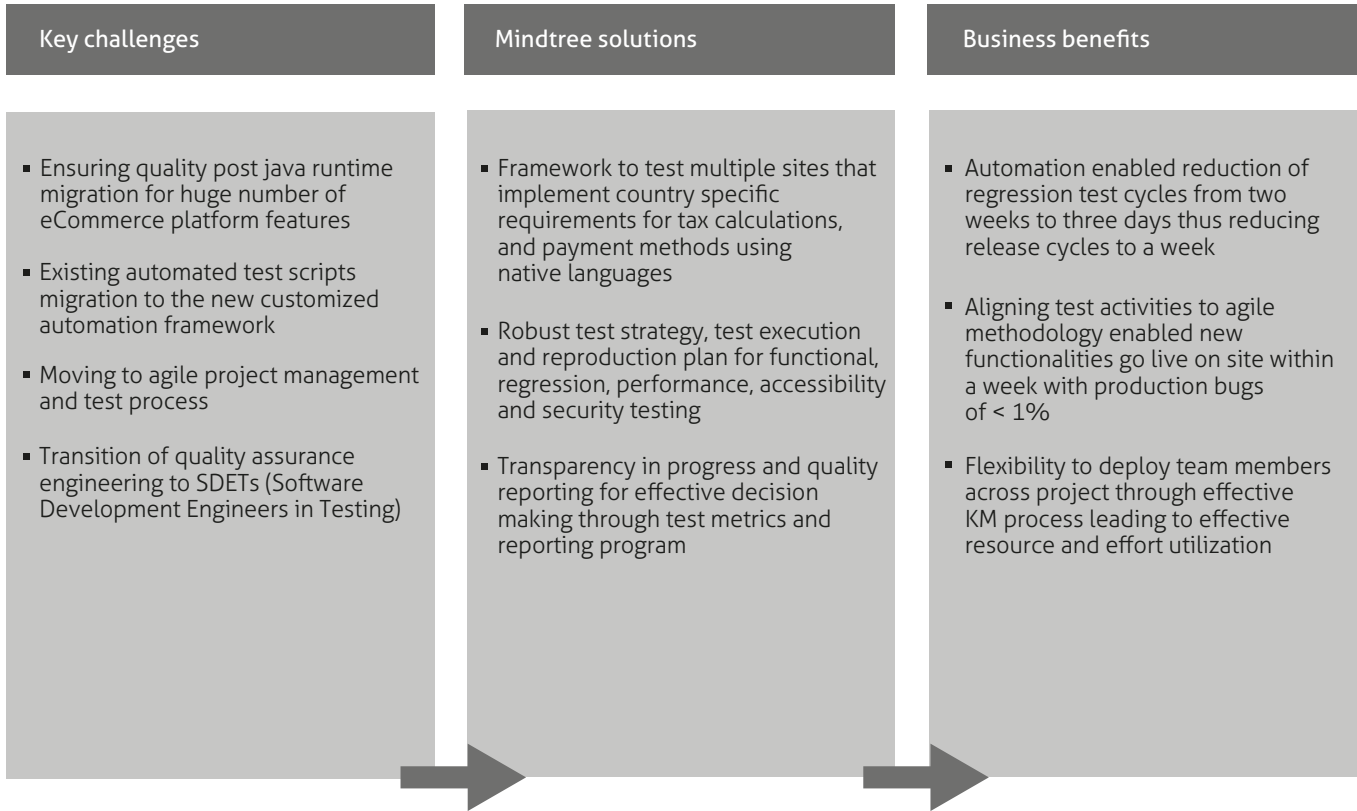 Key challenges
▪ Ensuring quality post java runtime
migration for huge number of
eCommerce platform features
▪ Existing automated test scripts
migration to the new customized
automation framework
▪ Moving to agile project management
and test process
▪ Transition of quality assurance
engineering to SDETs (Software
Development Engineers in Testing)
Mindtree solutions
▪ Framework to test multiple sites that
implement country specific
requirements for tax calculations,
and payment methods using
native languages
▪ Robust test strategy, test execution
and reproduction plan for functional,
regression, performance, accessibility
and security testing
▪ Transparency in progress and quality
reporting for effective decision
making through test metrics and
reporting program
Business benefits
▪ Automation enabled reduction of
regression test cycles from two
weeks to three days thus reducing
release cycles to a week
▪ Aligning test activities to agile
methodology enabled new
functionalities go live on site within
a week with production bugs
of < 1%
▪ Flexibility to deploy team members
across project through effective
KM process leading to effective
resource and effort utilization